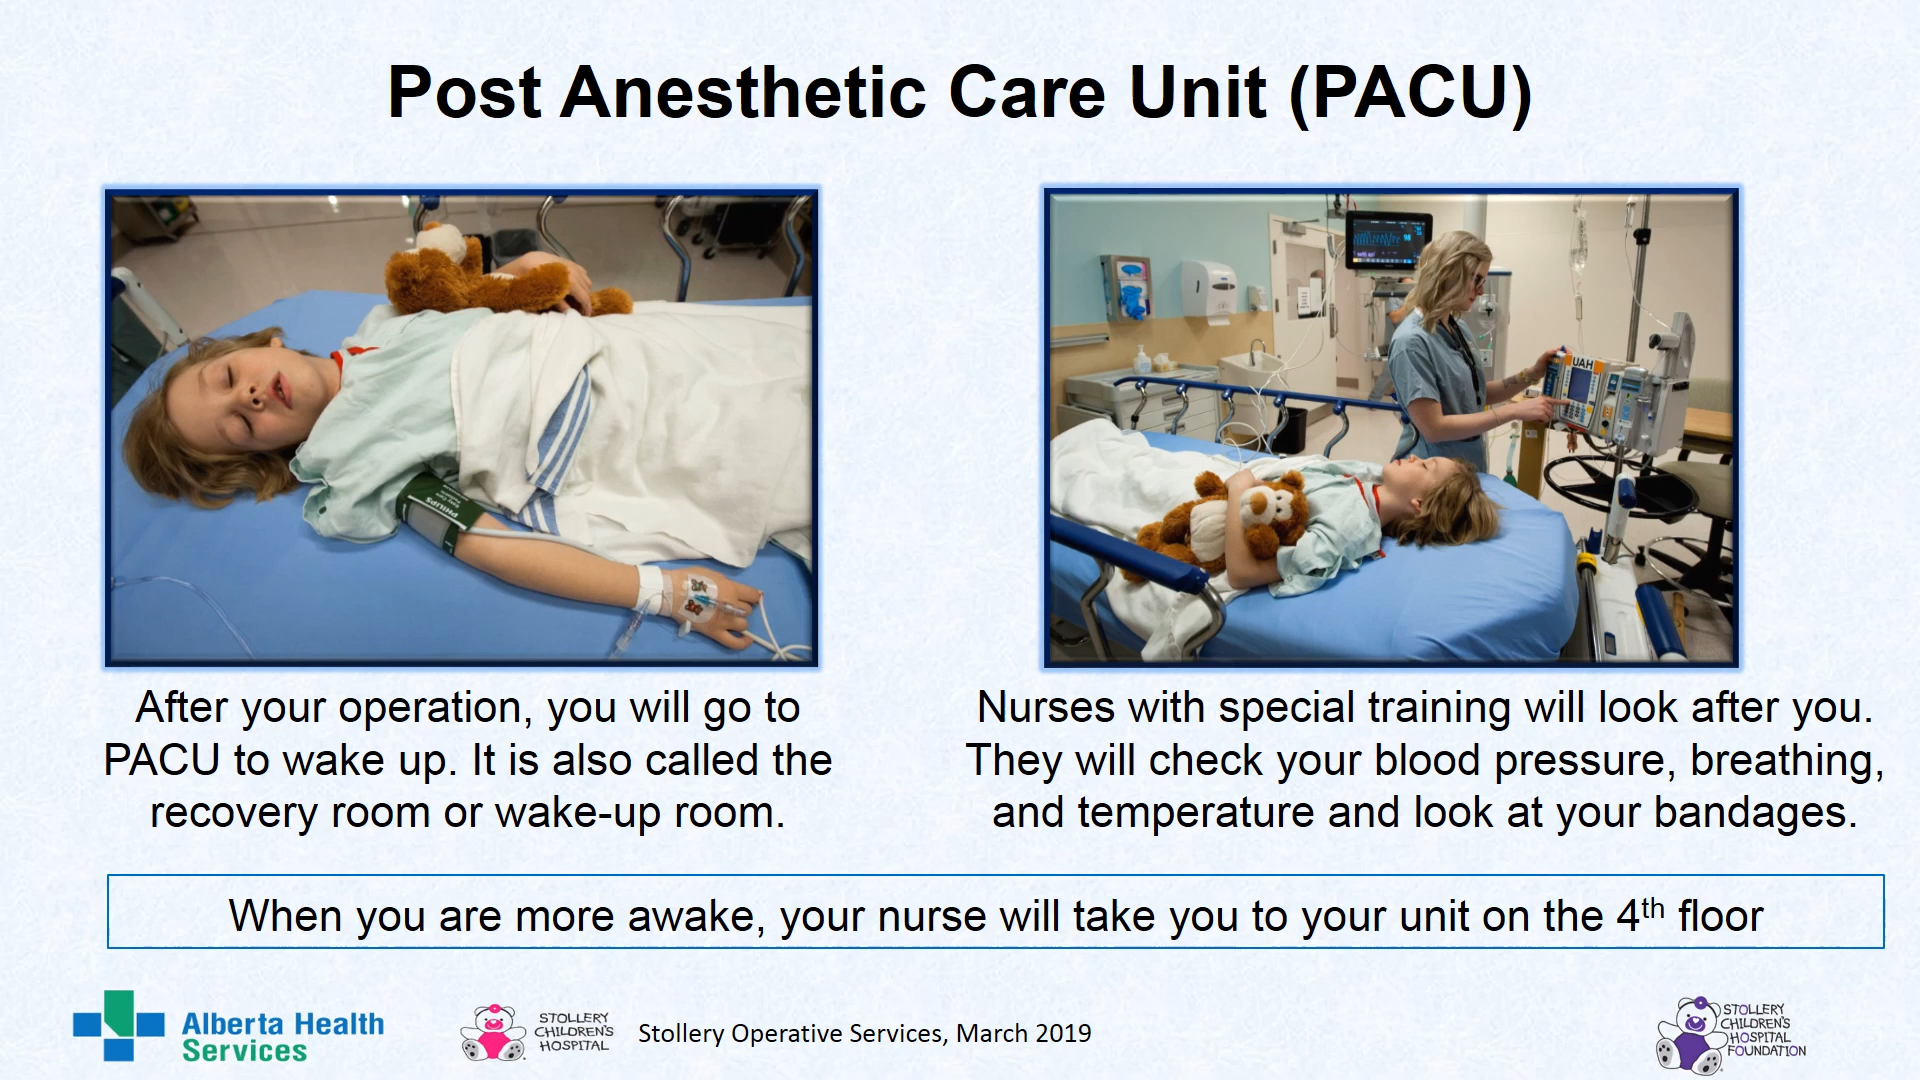 Post Anesthetic Care Unit (PACU)
PHILIPS
UAH
After your operation, you will go to
PACU to wake up. It is also called the
recovery room or wake-up room.
Nurses with special training will look after you.
They will check your blood pressure, breathing,
and temperature and look at your bandages.
When you are more awake, your nurse will take you to your unit on the 4th floor
Alberta Health
Services
STOLLERY
CHILDREN'S
HOSPITAL
Stollery Operative Services, March 2019
STOLLERY
CHILDREN'S
HOSPITAL
FOUNDATION